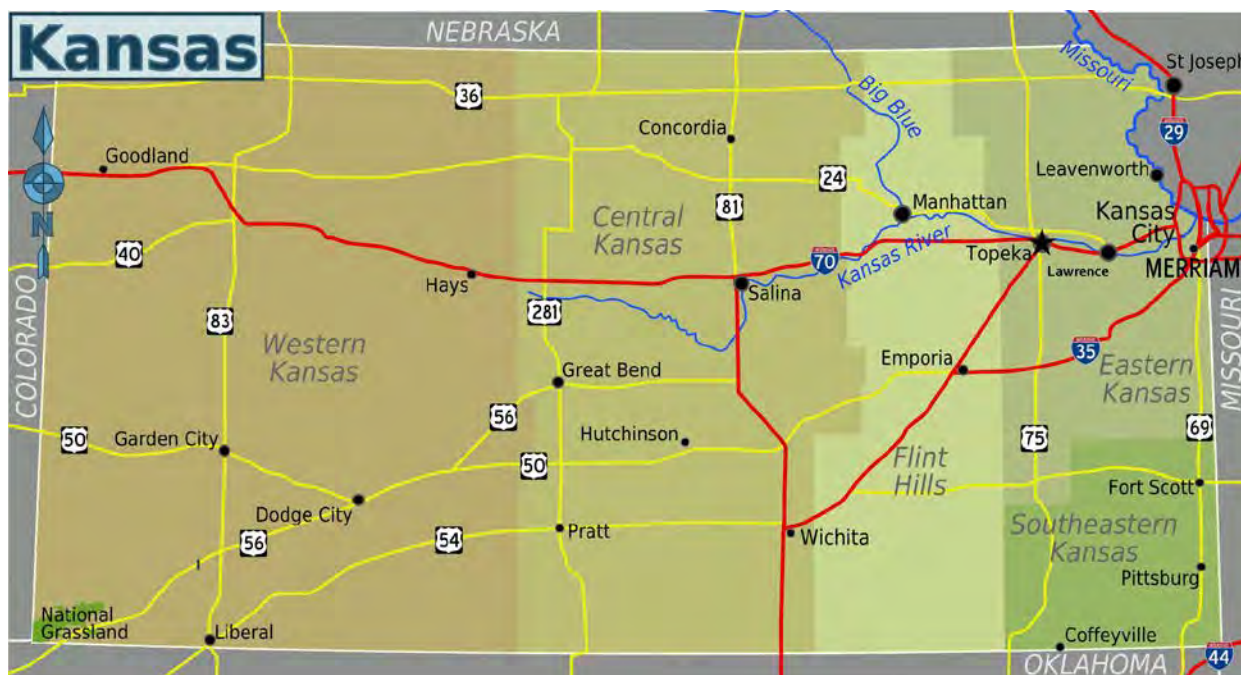 Kansas
NEBRASKA
Missouri
St Joseph
36
Big Blue
Concordia
29
Goodland
Leavenworth
24
N
Manhattan
81
Central
Kansas
Kansas
City
40
70
Kansas River
Topeka
Lawrence
MERRIAM
Hays
Salina
COLORADO
MISSOURI
281
83
Western
Kansas
35
Emporia
Eastern
Kansas
Great Bend
56
50
Garden City
Hutchinson
75
69
50
Flint
Hills
Fort Scott
Dodge City
Southeastern
Kansas
56
54
Pratt
Wichita
Pittsburg
National
Grassland
Liberal
Coffeyville
OKLAHOMA
44